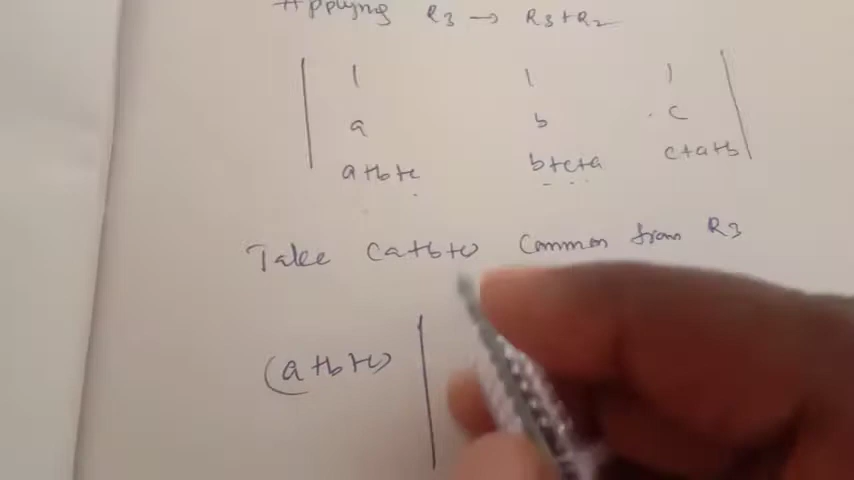 Applying R3 → R3+R2
1 1 1
a b c
a+b+c b+c+a c+a+b
Take (a+b+c) Common from R3
(a+b+c)